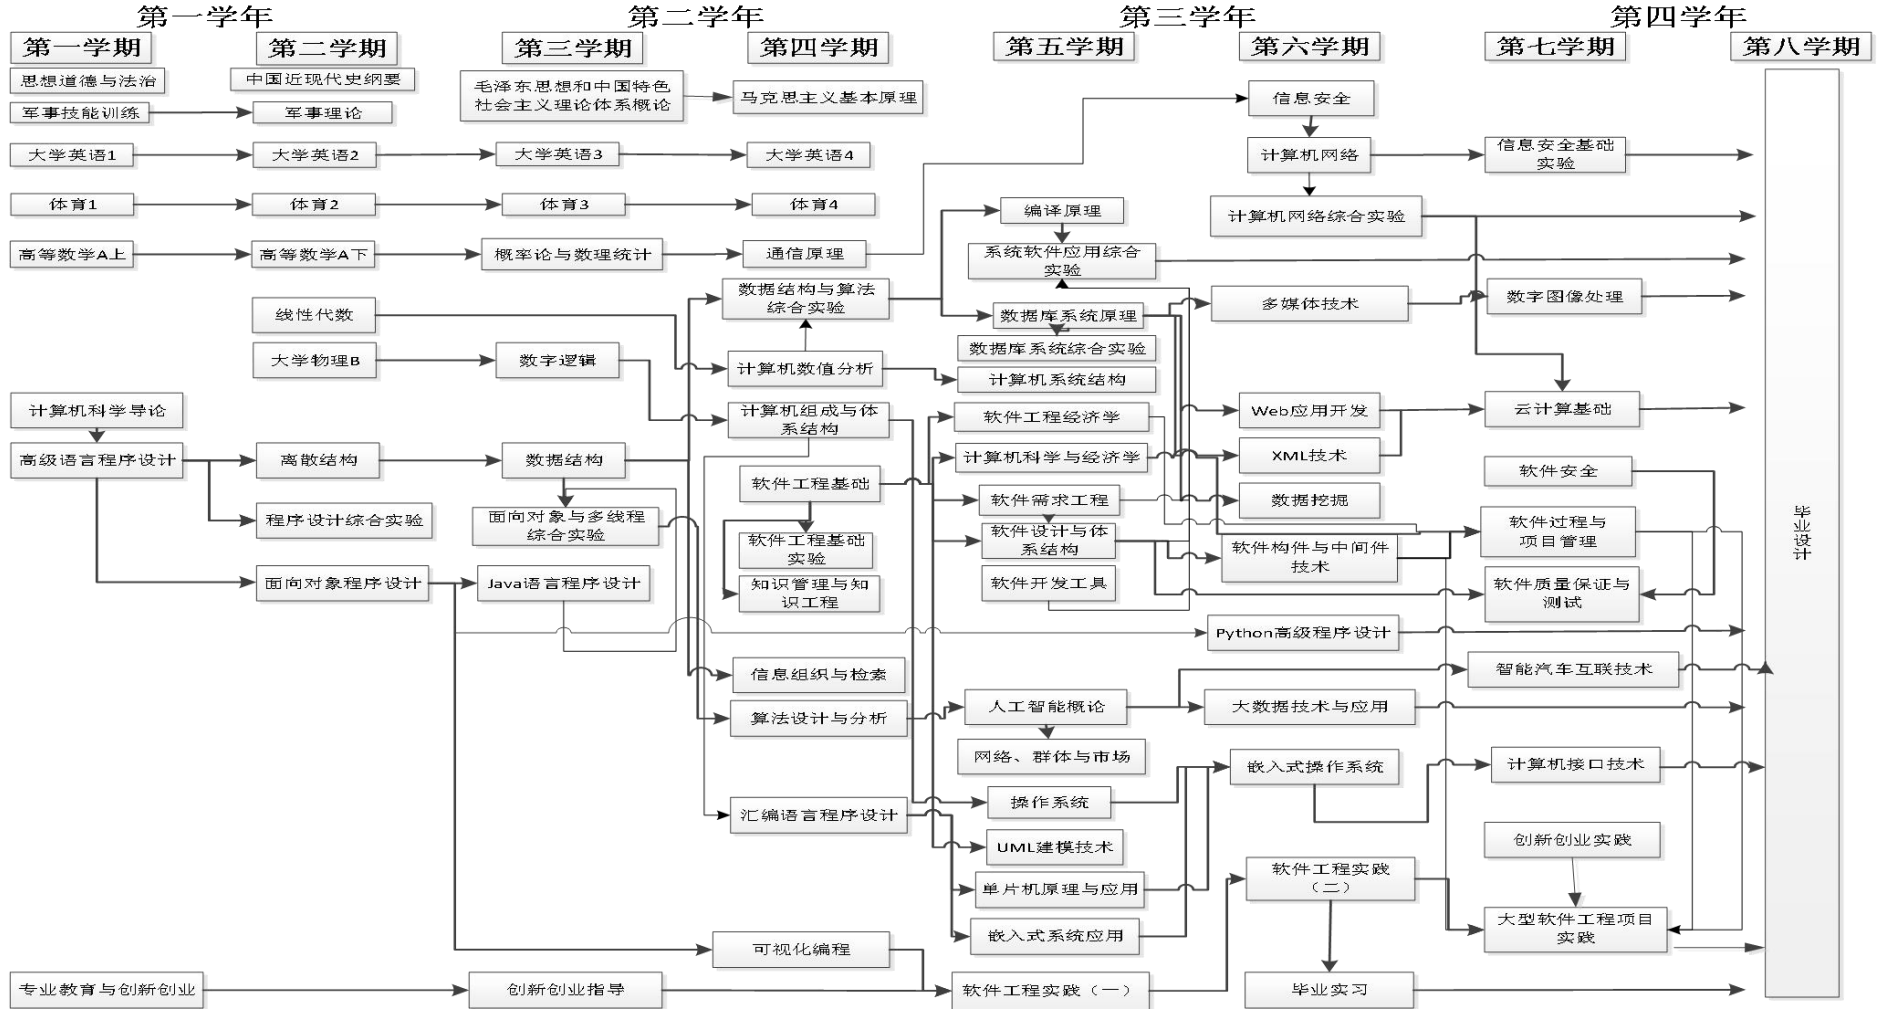 第一学年
第二学年
第三学年
第四学年
第一学期
第二学期
第三学期
第四学期
第五学期
第六学期
第七学期
第八学期
思想道德与法治
军事技能训练
大学英语1
体育1
高等数学A上
计算机科学导论
高级语言程序设计
专业教育与创新创业
中国近现代史纲要
军事理论
大学英语2
体育2
高等数学A下
线性代数
大学物理B
离散结构
程序设计综合实验
面向对象程序设计
毛泽东思想和中国特色
社会主义理论体系概论
大学英语3
体育3
概率论与数理统计
数字逻辑
数据结构
面向对象与多线程
综合实验
Java语言程序设计
创新创业指导
马克思主义基本原理
大学英语4
体育4
通信原理
数据结构与算法
综合实验
计算机数值分析
计算机组成与体
系结构
软件工程基础
软件工程基础
实验
知识管理与知
识工程
信息组织与检索
算法设计与分析
汇编语言程序设计
可视化编程
编译原理
系统软件应用综合
实验
数据库系统原理
数据库系统综合实验
计算机系统结构
软件工程经济学
计算机科学与经济学
软件需求工程
软件设计与体
系结构
软件开发工具
人工智能概论
网络、群体与市场
操作系统
UML建模技术
单片机原理与应用
嵌入式系统应用
软件工程实践（一）
信息安全
计算机网络
计算机网络综合实验
多媒体技术
Web应用开发
XML技术
数据挖掘
软件构件与中间件
技术
Python高级程序设计
大数据技术与应用
嵌入式操作系统
软件工程实践
（二）
毕业实习
信息安全基础
实验
数字图像处理
云计算基础
软件安全
软件过程与
项目管理
软件质量保证与
测试
智能汽车互联技术
计算机接口技术
创新创业实践
大型软件工程项目
实践
毕业设计